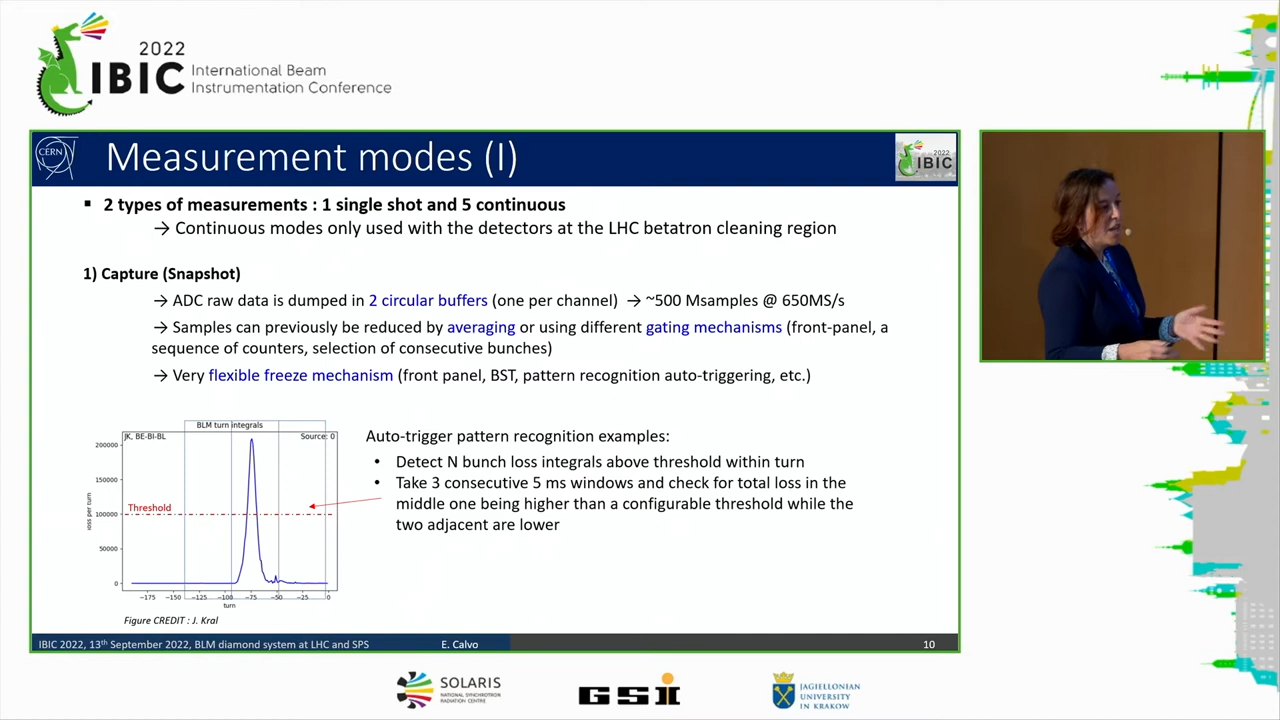 2022
IBIC International Beam
Instrumentation Conference
CERN
Measurement modes (I)
2022
IBIC
▪ 2 types of measurements : 1 single shot and 5 continuous
→ Continuous modes only used with the detectors at the LHC betatron cleaning region
1) Capture (Snapshot)
→ ADC raw data is dumped in 2 circular buffers (one per channel) → ~500 Msamples @ 650MS/s
→ Samples can previously be reduced by averaging or using different gating mechanisms (front-panel, a
sequence of counters, selection of consecutive bunches)
→ Very flexible freeze mechanism (front panel, BST, pattern recognition auto-triggering, etc.)
BLM turn integrals
JK, BE-BI-BL
Source: 0
200000
150000
Threshold
100000
50000
0
loss per turn
−175 −150 −125 −100 −75 −50 −25 0
turn
Figure CREDIT : J. Kral
Auto-trigger pattern recognition examples:
• Detect N bunch loss integrals above threshold within turn
• Take 3 consecutive 5 ms windows and check for total loss in the
middle one being higher than a configurable threshold while the
two adjacent are lower
IBIC 2022, 13th September 2022, BLM diamond system at LHC and SPS
E. Calvo
10
SOLARIS
NATIONAL SYNCHROTRON
RADIATION CENTRE
GSI
JAGIELLONIAN
UNIVERSITY
IN KRAKOW